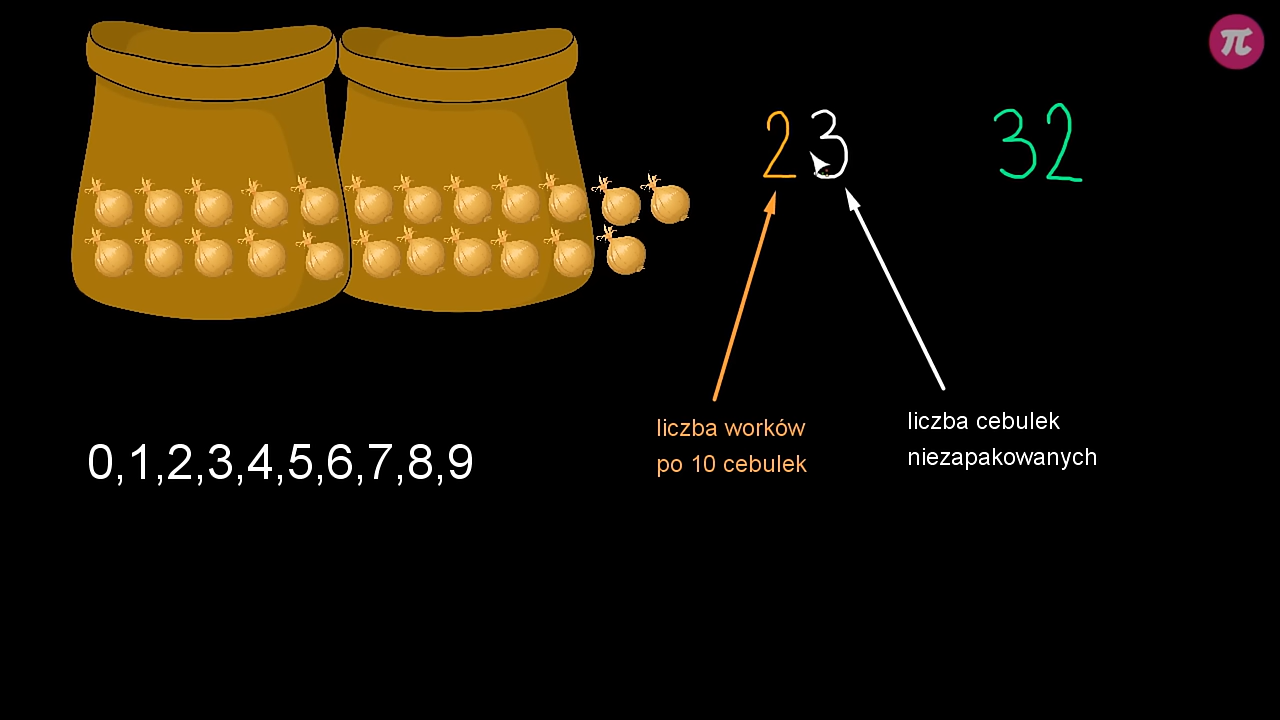 π
23
32
liczba worków
po 10 cebulek
liczba cebulek
niezapakowanych
0,1,2,3,4,5,6,7,8,9